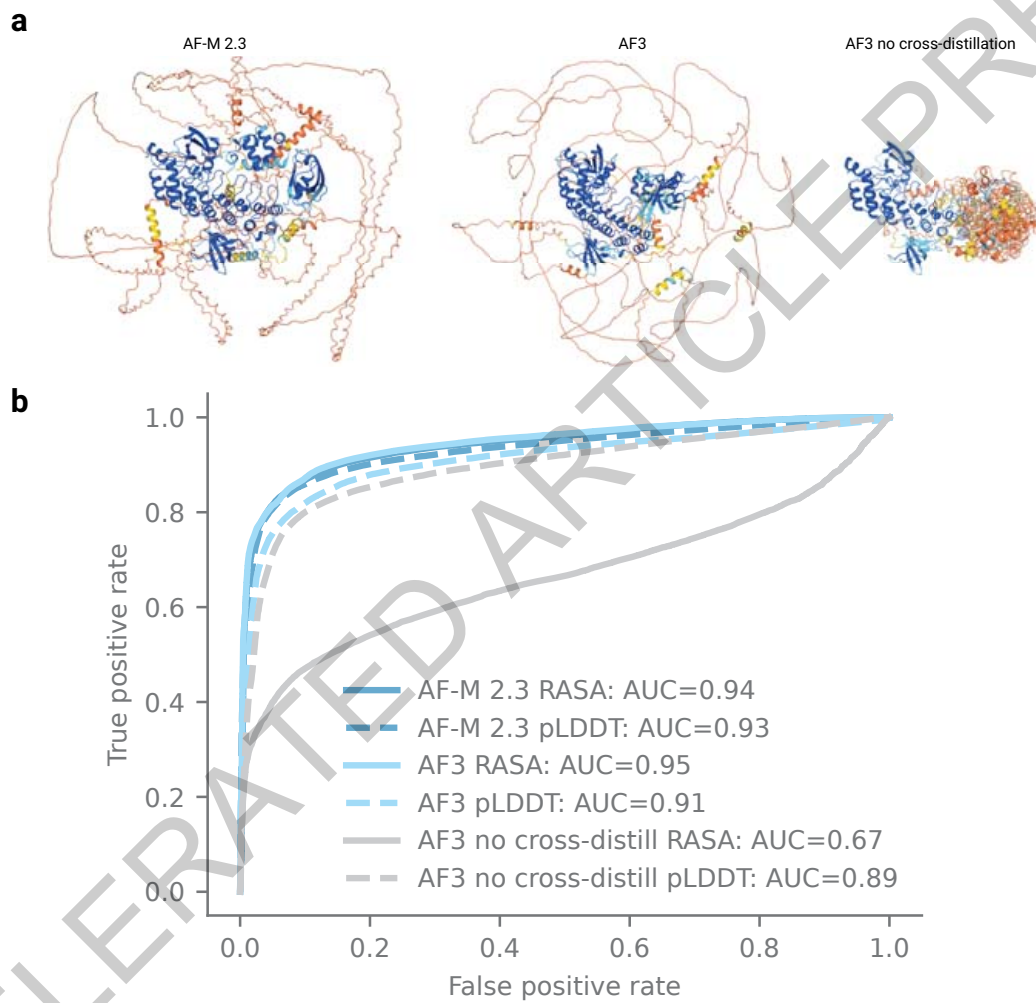 a
AF-M 2.3
AF3
AF3 no cross-distillation
b
1.0
0.8
0.6
0.4
0.2
0.0
True positive rate
AF-M 2.3 RASA: AUC=0.94
AF-M 2.3 pLDDT: AUC=0.93
AF3 RASA: AUC=0.95
AF3 pLDDT: AUC=0.91
AF3 no cross-distill RASA: AUC=0.67
AF3 no cross-distill pLDDT: AUC=0.89
0.0 0.2 0.4 0.6 0.8 1.0
False positive rate
LERATED ARTICLE PRE